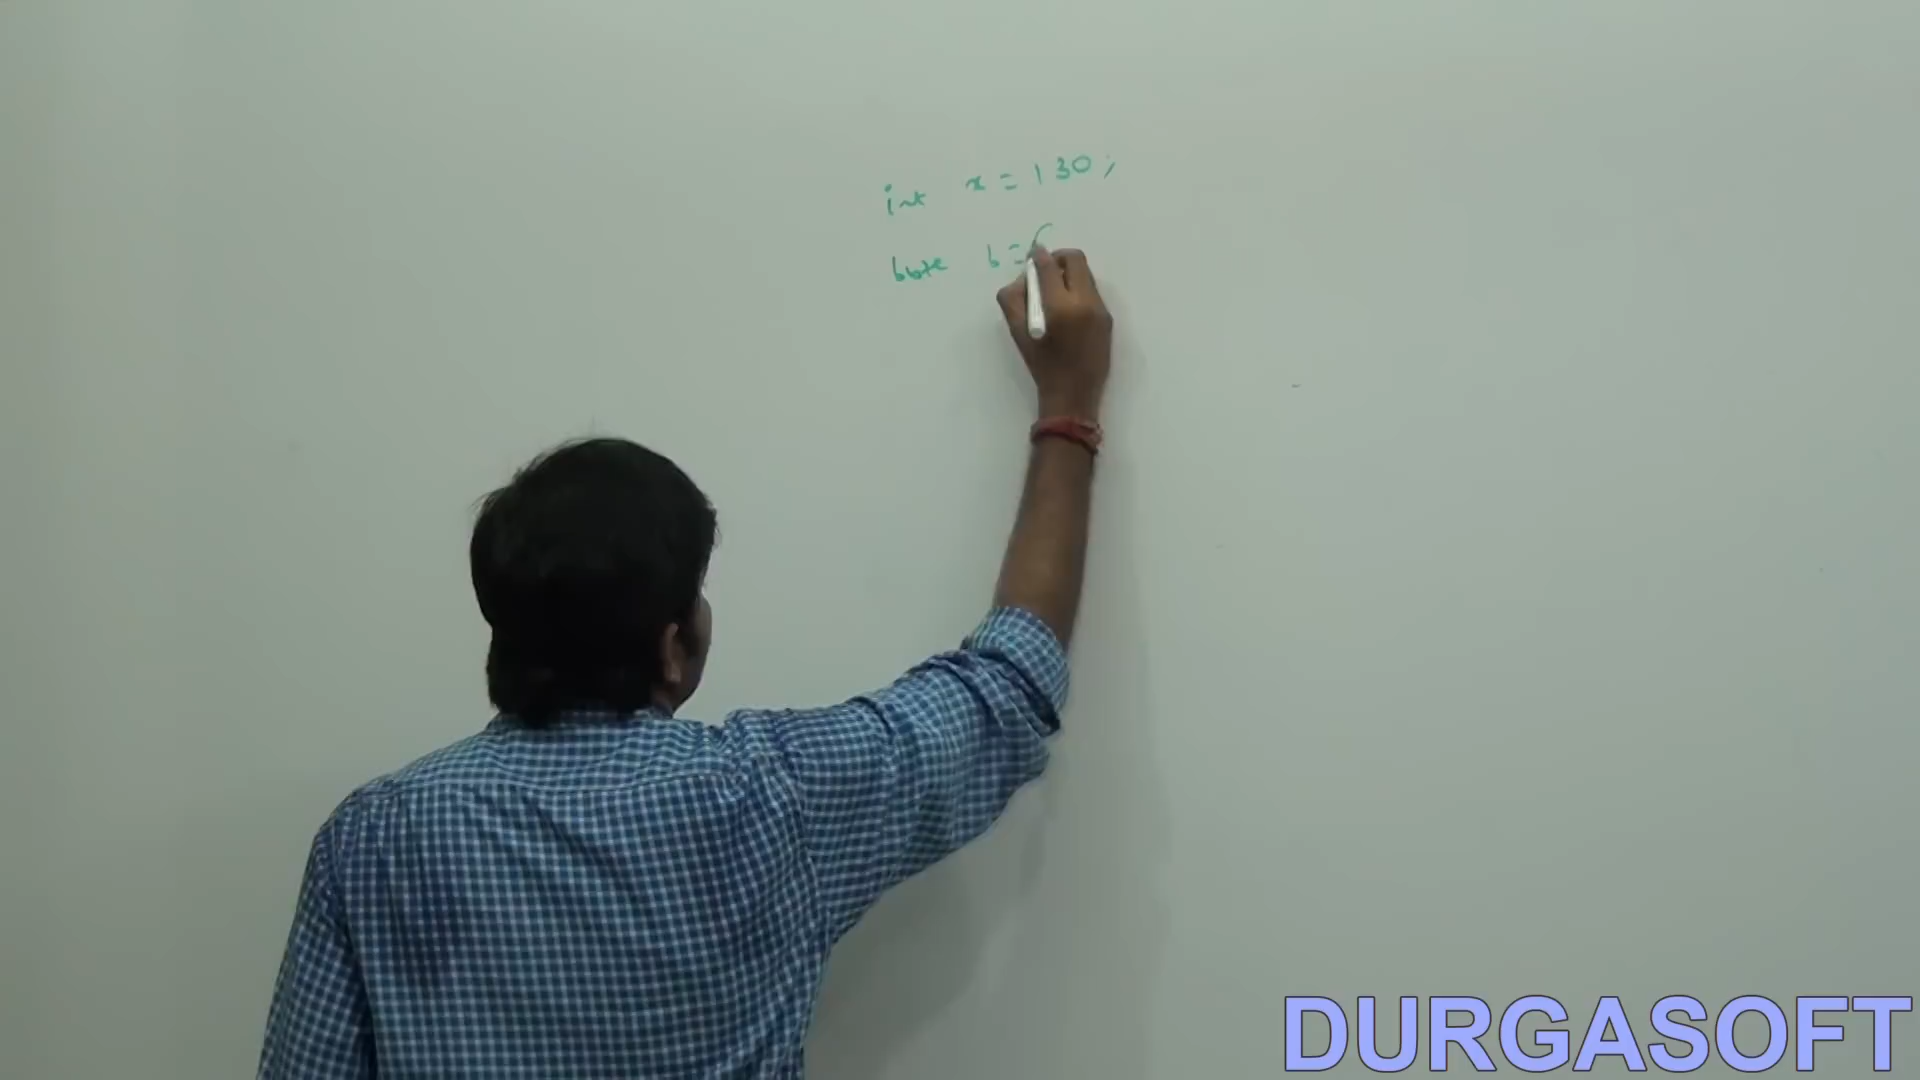 int x = 130;
byte b = (
DURGASOFT